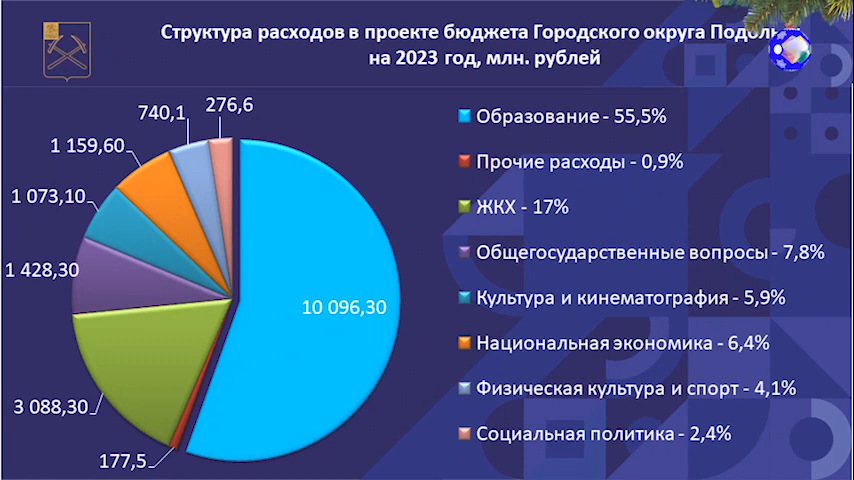 Структура расходов в проекте бюджета Городского округа
на 2023 год, млн. рублей
276,6
740,1
1 159,60
1 073,10
1 428,30
10 096,30
3 088,30
177,5
Образование - 55,5%
Прочие расходы - 0,9%
ЖКХ - 17%
Общегосударственные вопросы - 7,8%
Культура и кинематография - 5,9%
Национальная экономика - 6,4%
Физическая культура и спорт - 4,1%
Социальная политика - 2,4%